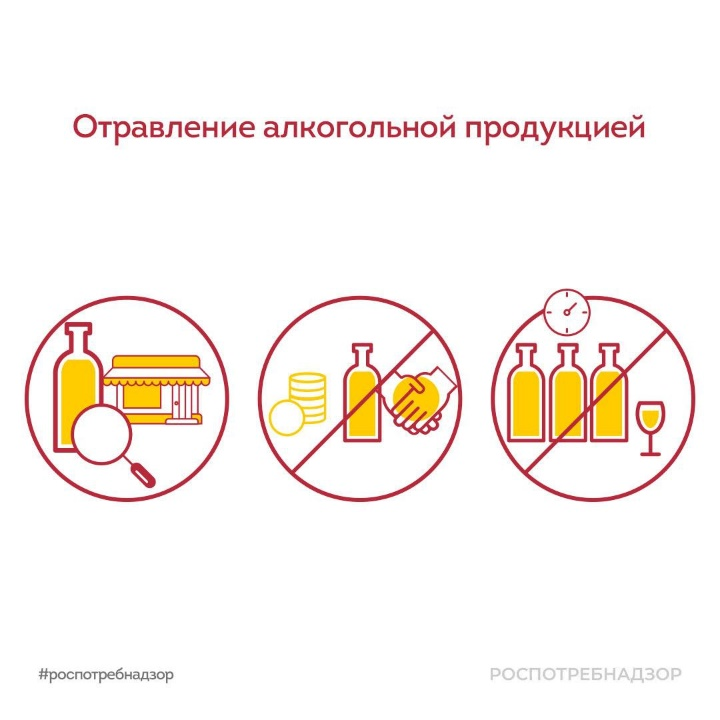 Отравление алкогольной продукцией
#роспотребнадзор
РОСПОТРЕБНАДЗОР